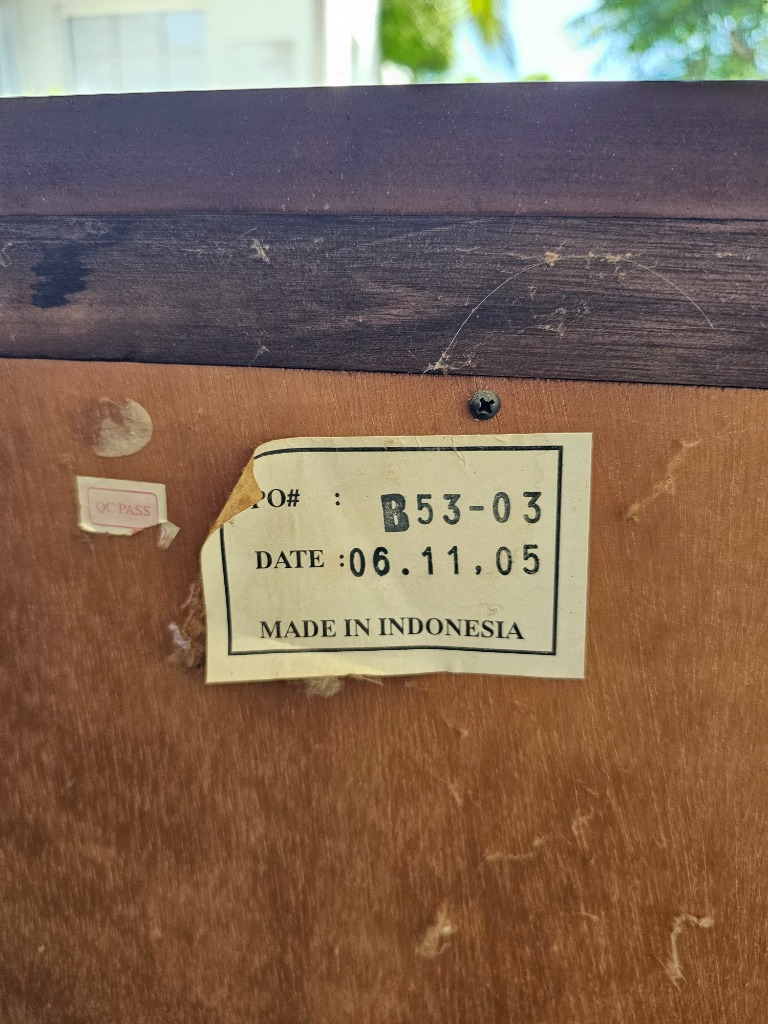 PO# : B53-03
DATE :06.11,05
MADE IN INDONESIA
QC PASS